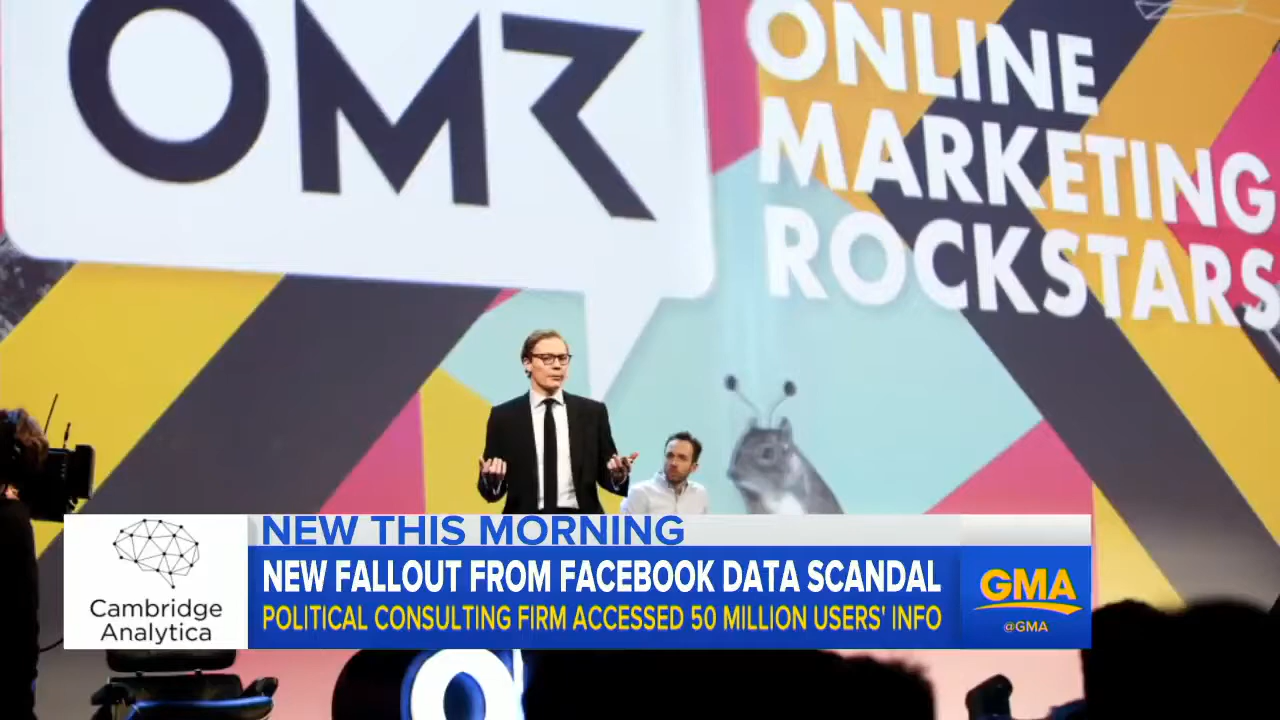 OMR
ONLINE
MARKETING
ROCKSTARS
NEW THIS MORNING
NEW FALLOUT FROM FACEBOOK DATA SCANDAL
POLITICAL CONSULTING FIRM ACCESSED 50 MILLION USERS' INFO
Cambridge
Analytica
GMA
@GMA